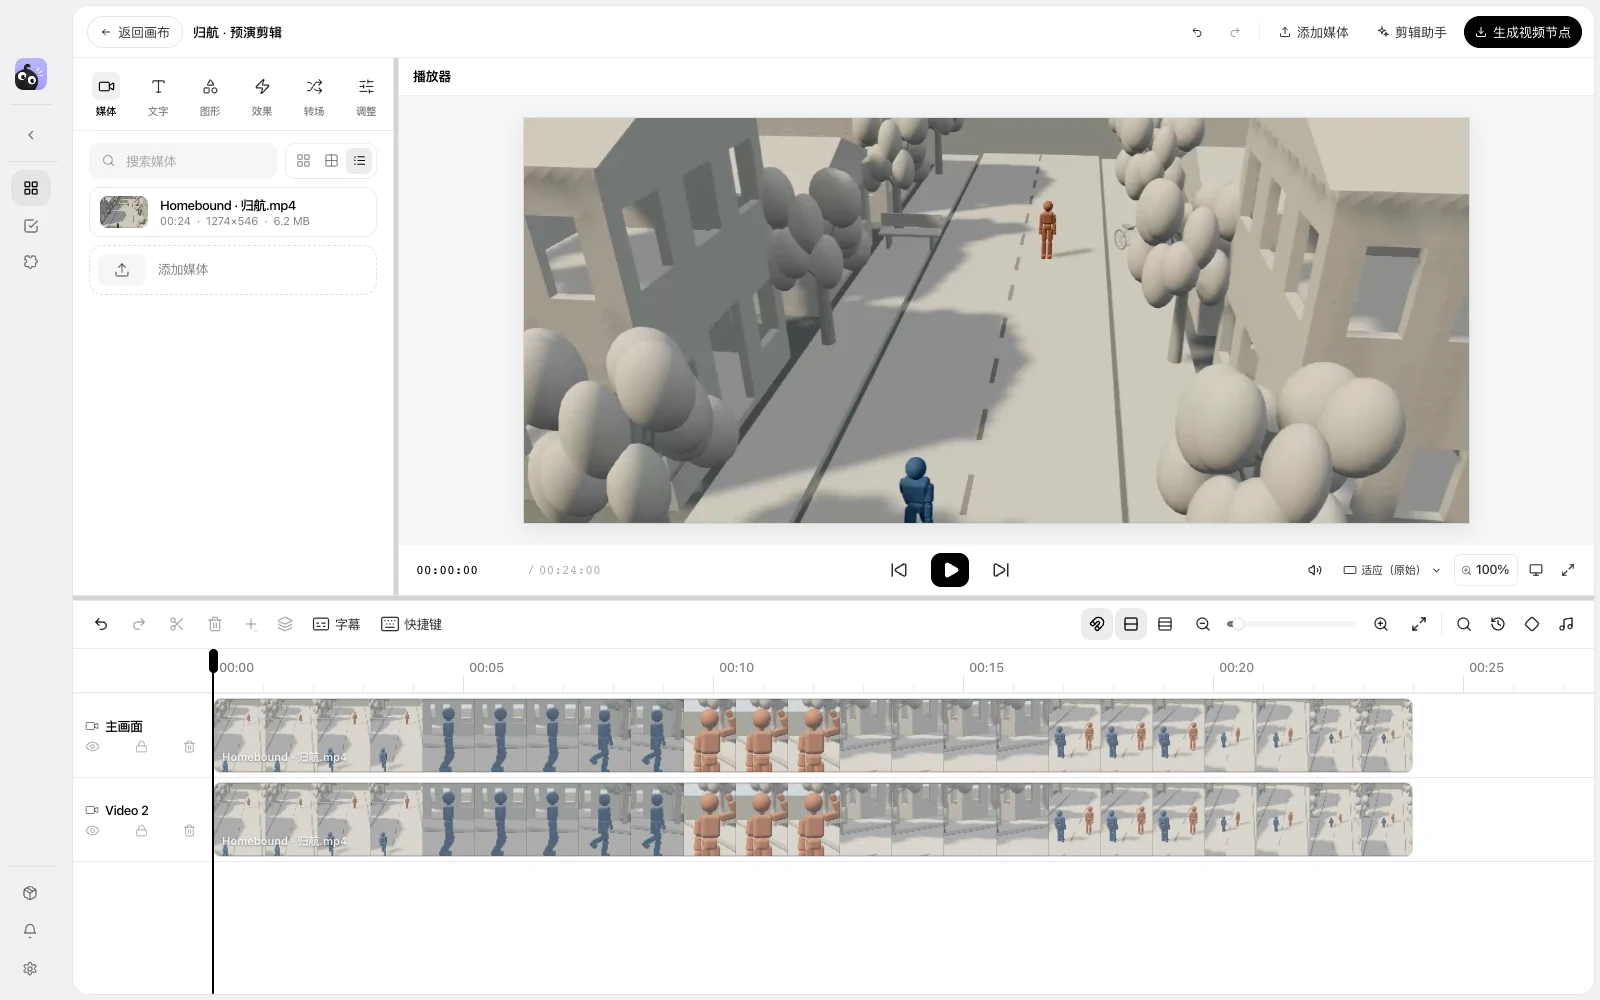 返回画布
归航 · 预演剪辑
添加媒体
剪辑助手
生成视频节点
媒体
文字
图形
效果
转场
调整
播放器
搜索媒体
Homebound · 归航.mp4
00:24 · 1274×546 · 6.2 MB
添加媒体
00:00:00
/ 00:24:00
适应 (原始)
100%
字幕
快捷键
00:00
00:05
00:10
00:15
00:20
00:25
主画面
Homebound · 归航.mp4
Video 2
Homebound · 归航.mp4